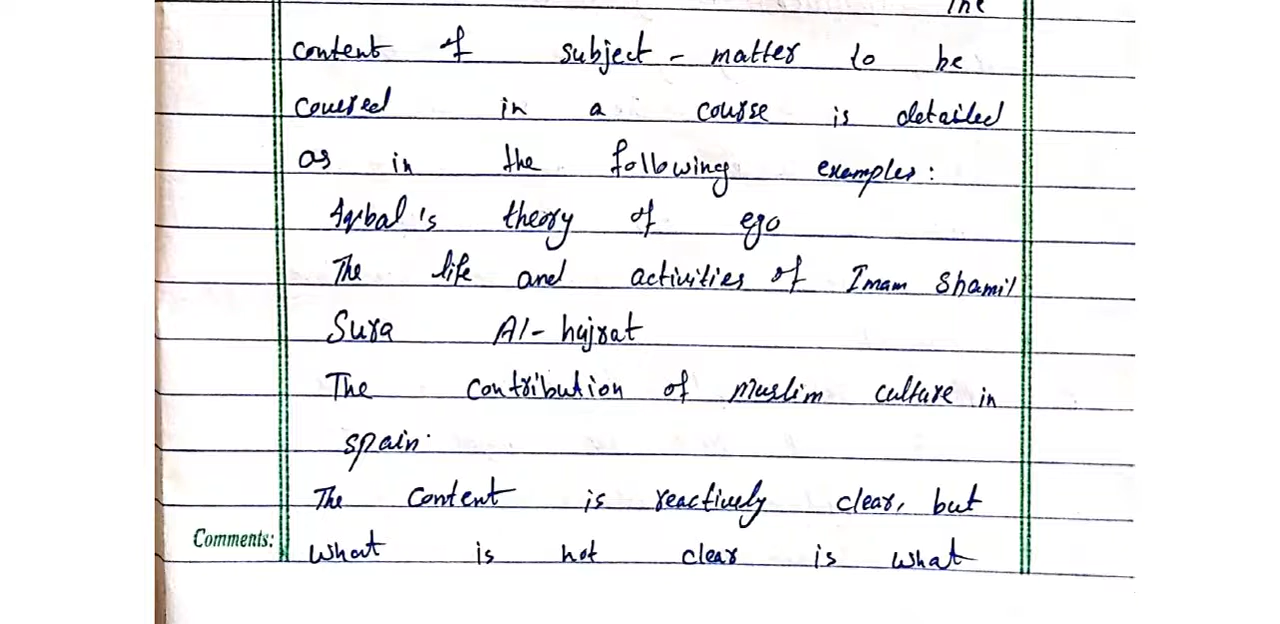 The
content of subject - matter to be
covered in a course is detailed
as in the following examples:
Iqbal's theory of ego
The life and activities of Imam Shamil
Sura Al-hujrat
The contribution of Muslim culture in
spain.
The content is reactively clear, but
Comments:
what is not clear is what